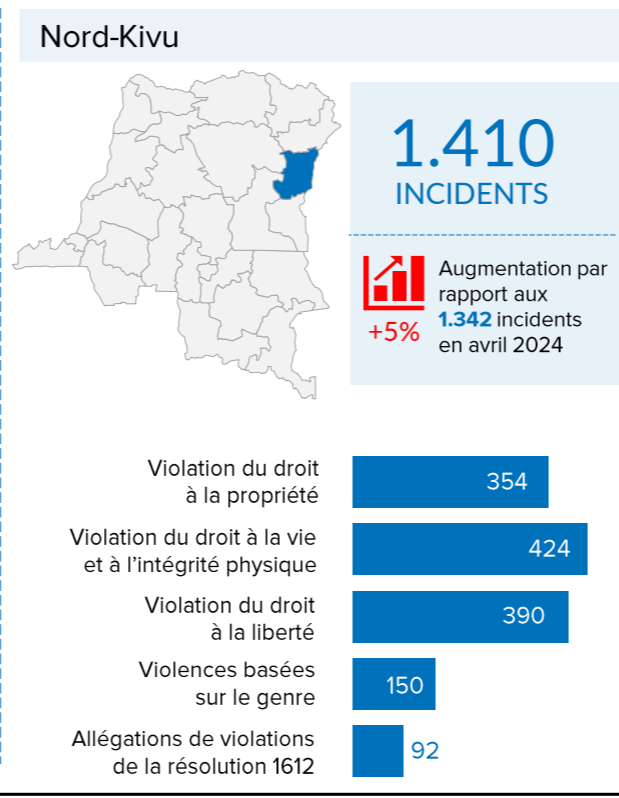 Nord-Kivu
1.410
INCIDENTS
+5%
Augmentation par
rapport aux
1.342 incidents
en avril 2024
Violation du droit
à la propriété
354
Violation du droit à la vie
et à l’intégrité physique
424
Violation du droit
à la liberté
390
Violences basées
sur le genre
150
Allégations de violations
de la résolution 1612
92